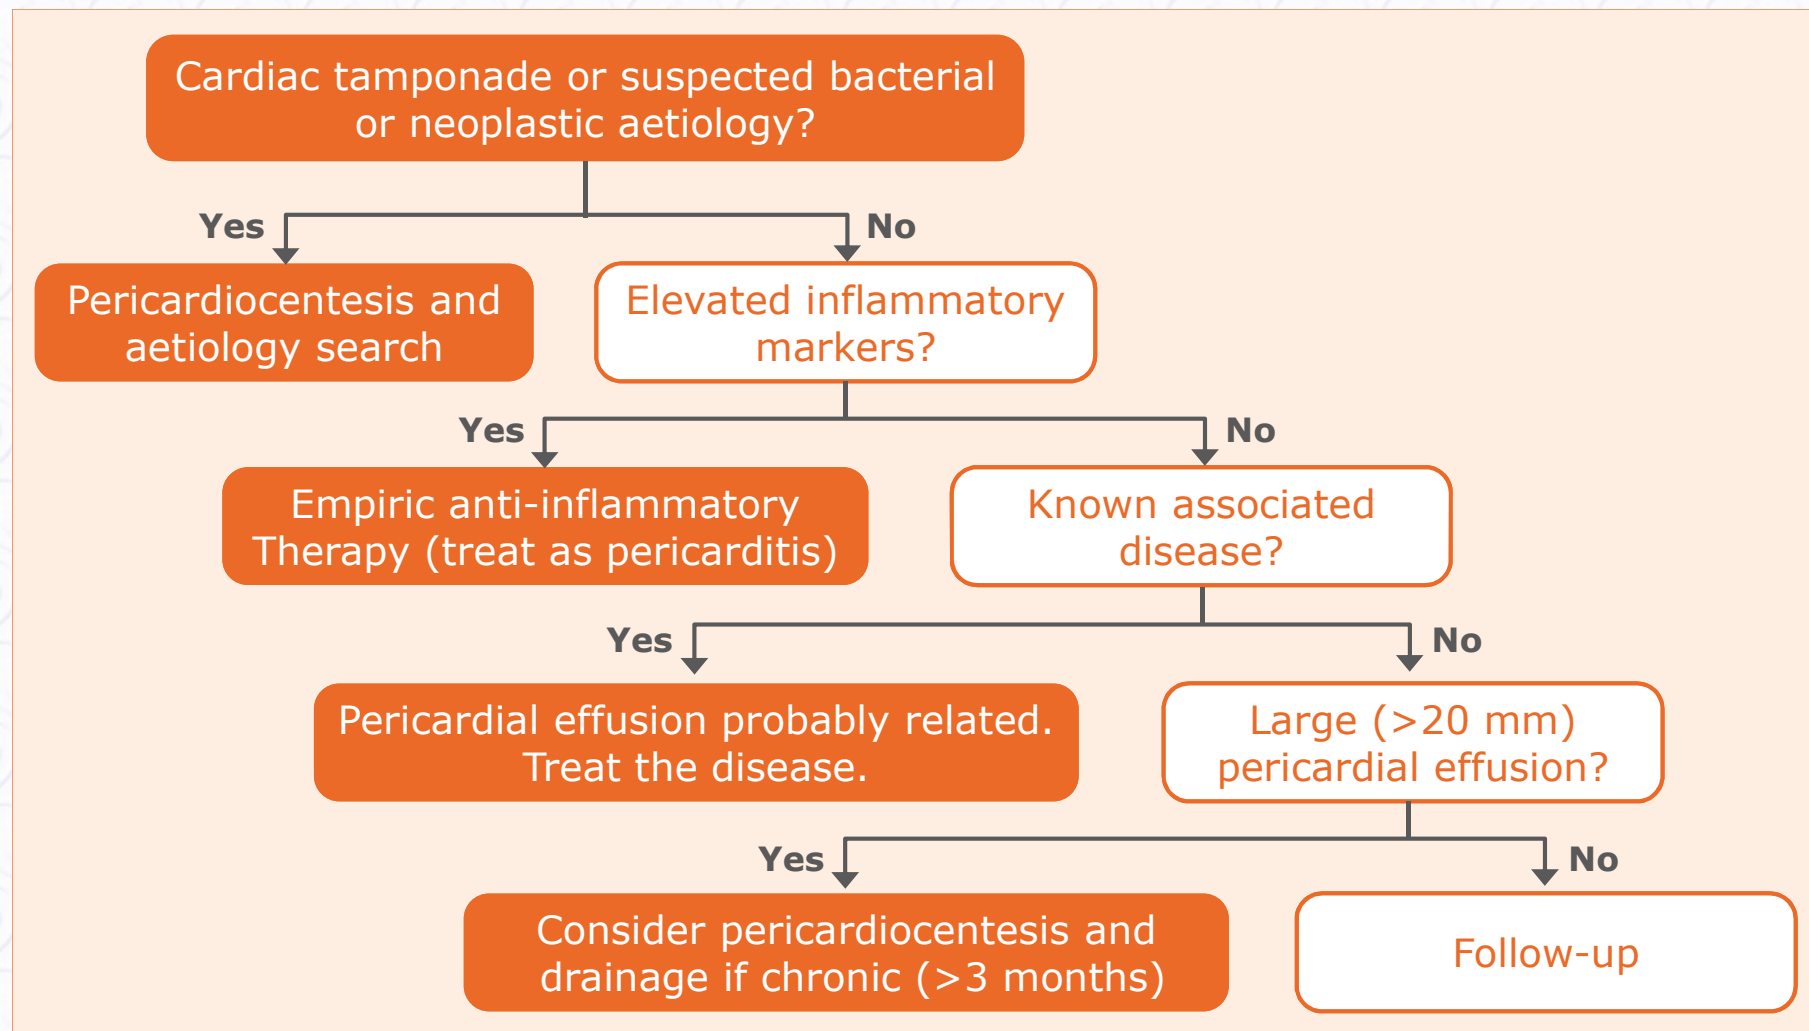 Cardiac tamponade or suspected bacterial
or neoplastic aetiology?
Yes
No
Pericardiocentesis and
aetiology search
Elevated inflammatory
markers?
Yes
No
Empiric anti-inflammatory
Therapy (treat as pericarditis)
Known associated
disease?
Yes
No
Pericardial effusion probably related.
Treat the disease.
Large (>20 mm)
pericardial effusion?
Yes
No
Consider pericardiocentesis and
drainage if chronic (>3 months)
Follow-up